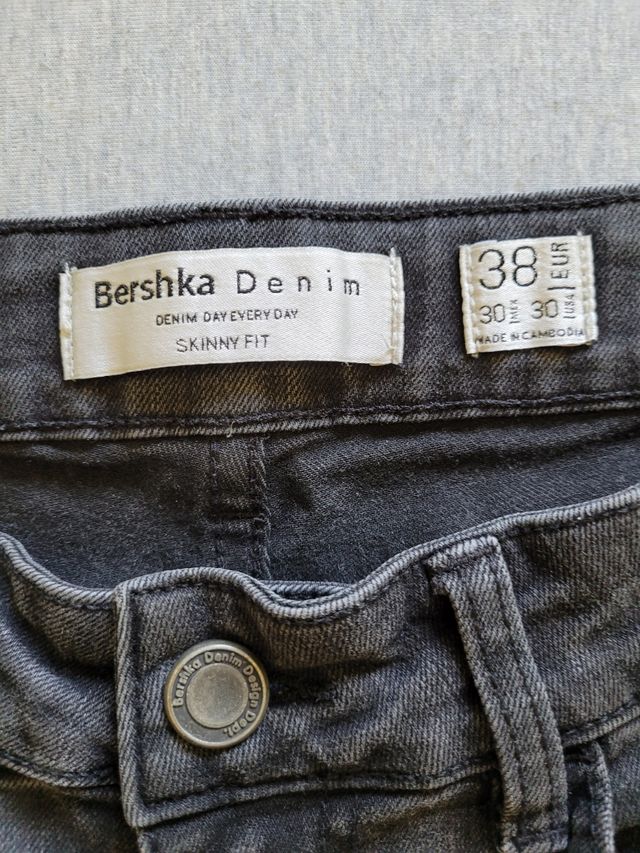 Bershka Denim
DENIM DAY EVERY DAY
SKINNY FIT
38 EUR
30 MEX 30 USA
MADE IN CAMBODIA
Bershka Denim Design Dept.